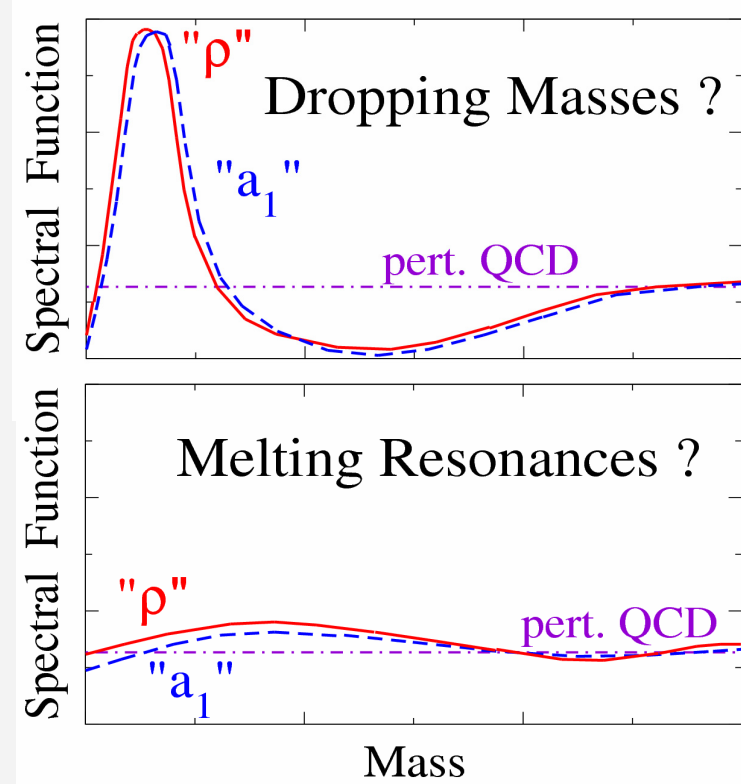 "ρ"
Dropping Masses ?
"a₁"
pert. QCD
Spectral Function
Melting Resonances ?
"ρ"
pert. QCD
"a₁"
Spectral Function
Mass